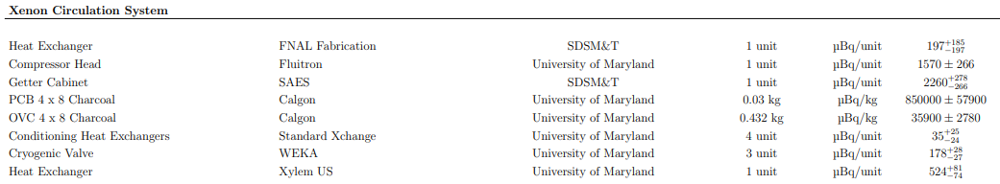 Xenon Circulation System
Heat Exchanger FNAL Fabrication SDSM&T 1 unit µBq/unit 197+185−197
Compressor Head Fluitron University of Maryland 1 unit µBq/unit 1570 ± 266
Getter Cabinet SAES SDSM&T 1 unit µBq/unit 2260+278−266
PCB 4 x 8 Charcoal Calgon University of Maryland 0.03 kg µBq/kg 850000 ± 57900
OVC 4 x 8 Charcoal Calgon University of Maryland 0.432 kg µBq/kg 35900 ± 2780
Conditioning Heat Exchangers Standard Xchange University of Maryland 4 unit µBq/unit 35+25−24
Cryogenic Valve WEKA University of Maryland 3 unit µBq/unit 178+28−27
Heat Exchanger Xylem US University of Maryland 1 unit µBq/unit 524+81−74